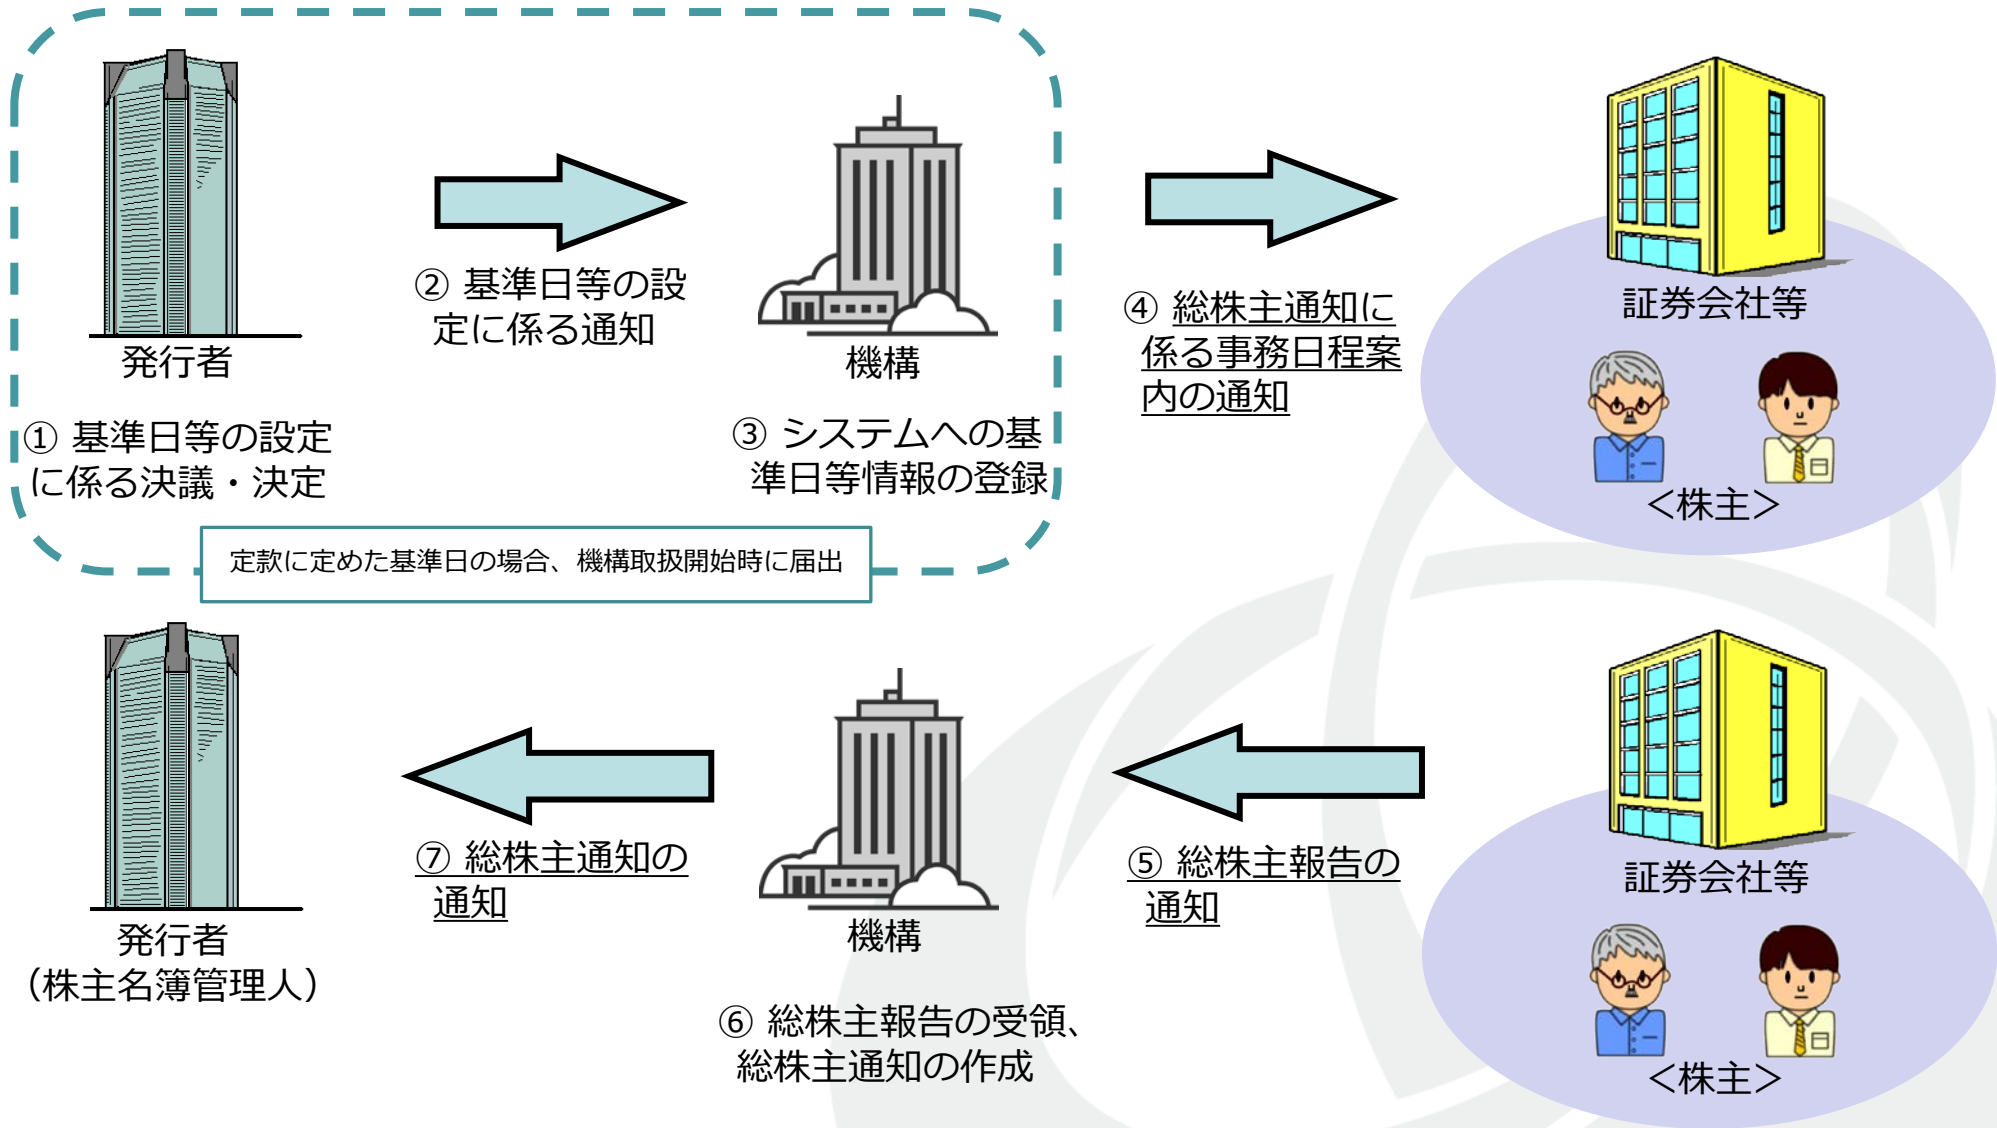 発行者
① 基準日等の設定
に係る決議・決定
② 基準日等の設
定に係る通知
機構
③ システムへの基
準日等情報の登録
定款に定めた基準日の場合、機構取扱開始時に届出
④ 総株主通知に
係る事務日程案
内の通知
証券会社等
＜株主＞
発行者
（株主名簿管理人）
⑦ 総株主通知の
通知
機構
⑥ 総株主報告の受領、
総株主通知の作成
⑤ 総株主報告の
通知
証券会社等
＜株主＞